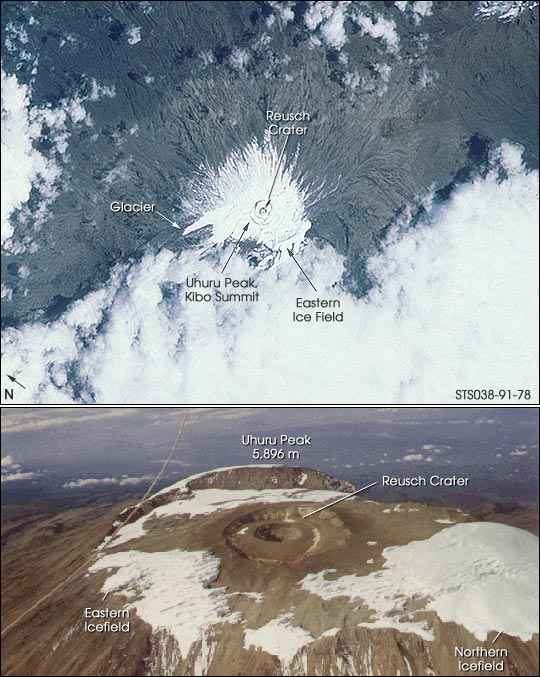 Reusch
Crater
Glacier
Uhuru Peak,
Kibo Summit
Eastern
Ice Field
N
STS038-91-78
Uhuru Peak
5,896 m
Reusch Crater
Eastern
Icefield
Northern
Icefield